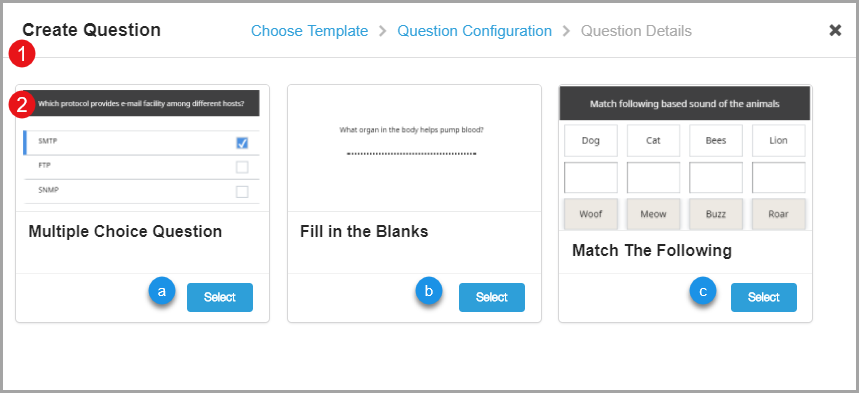 Create Question
Choose Template > Question Configuration > Question Details
1
2
Which protocol provides e-mail facility among different hosts?
SMTP
FTP
SNMP
Multiple Choice Question
a
Select
What organ in the body helps pump blood?
Fill in the Blanks
b
Select
Match following based sound of the animals
Dog Cat Bees Lion
Woof Meow Buzz Roar
Match The Following
c
Select